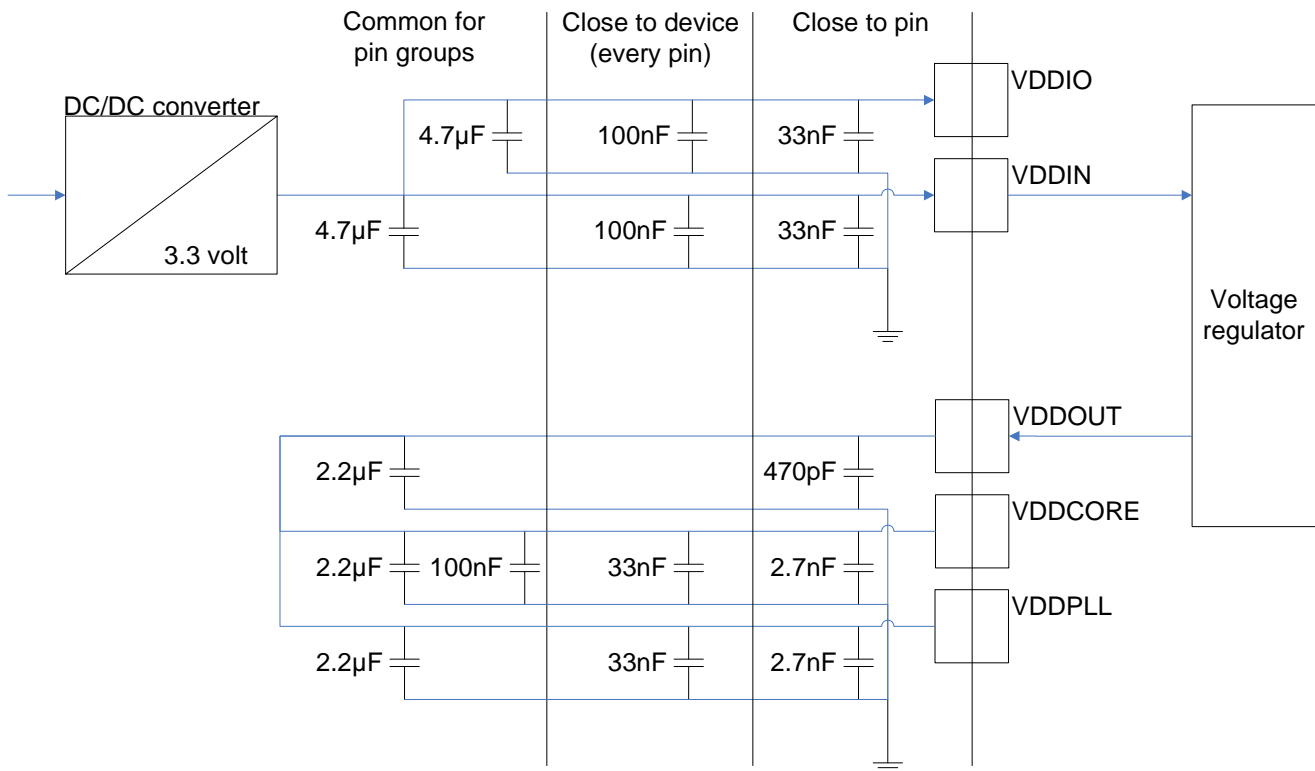 Common for
pin groups
Close to device
(every pin)
Close to pin
DC/DC converter
3.3 volt
4.7µF
100nF
33nF
VDDIO
4.7µF
100nF
33nF
VDDIN
Voltage
regulator
2.2µF
470pF
VDDOUT
2.2µF
100nF
33nF
2.7nF
VDDCORE
2.2µF
33nF
2.7nF
VDDPLL